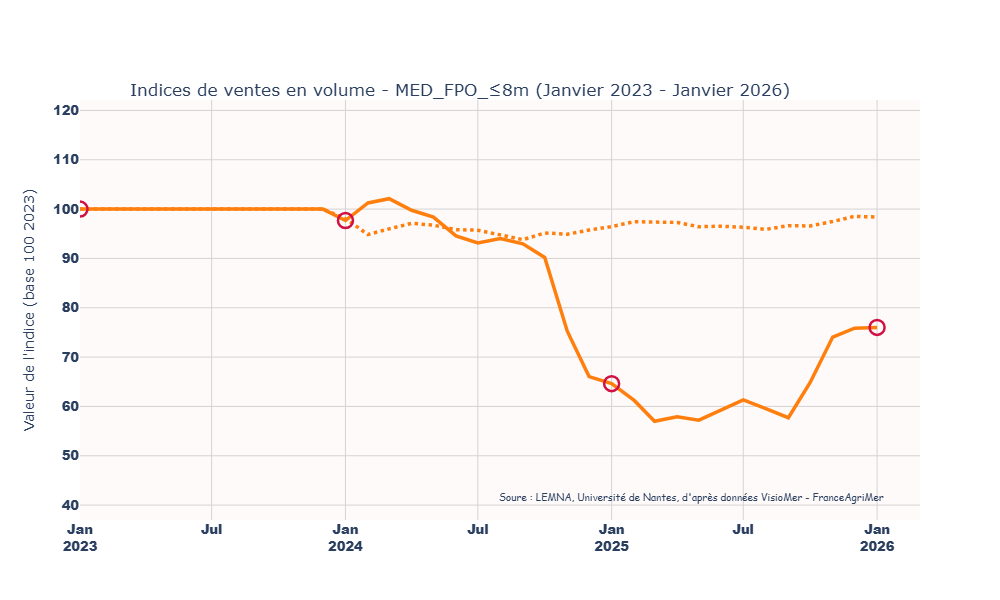 Indices de ventes en volume - MED_FPO_≤8m (Janvier 2023 - Janvier 2026)
Valeur de l'indice (base 100 2023)
120
110
100
90
80
70
60
50
40
Soure : LEMNA, Université de Nantes, d'après données VisioMer - FranceAgriMer
Jan
2023
Jul
Jan
2024
Jul
Jan
2025
Jul
Jan
2026